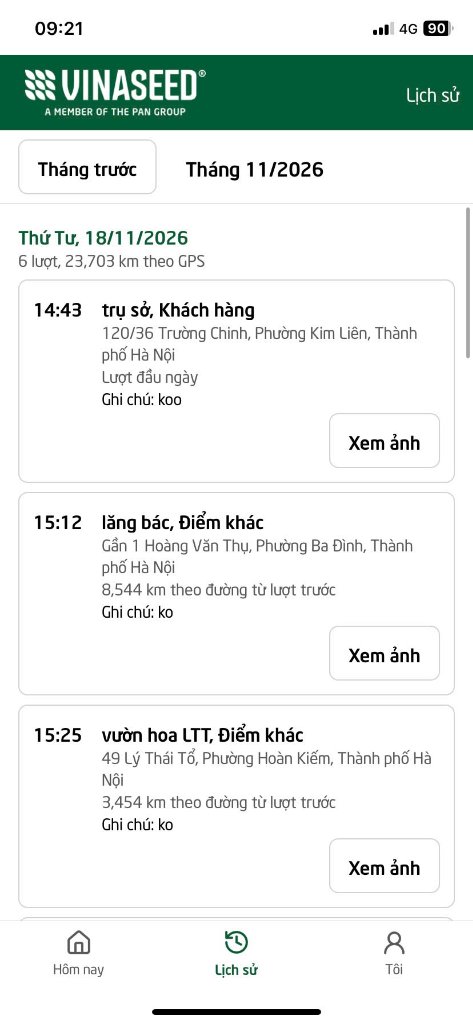 09:21
4G 90
VINASEED®
A MEMBER OF THE PAN GROUP
Lịch sử
Tháng trước
Tháng 11/2026
Thứ Tư, 18/11/2026
6 lượt, 23,703 km theo GPS
14:43 trụ sở, Khách hàng
120/36 Trường Chinh, Phường Kim Liên, Thành
phố Hà Nội
Lượt đầu ngày
Ghi chú: koo
Xem ảnh
15:12 lăng bác, Điểm khác
Gần 1 Hoàng Văn Thụ, Phường Ba Đình, Thành
phố Hà Nội
8,544 km theo đường từ lượt trước
Ghi chú: ko
Xem ảnh
15:25 vườn hoa LTT, Điểm khác
49 Lý Thái Tổ, Phường Hoàn Kiếm, Thành phố Hà
Nội
3,454 km theo đường từ lượt trước
Ghi chú: ko
Xem ảnh
Hôm nay
Lịch sử
Tôi